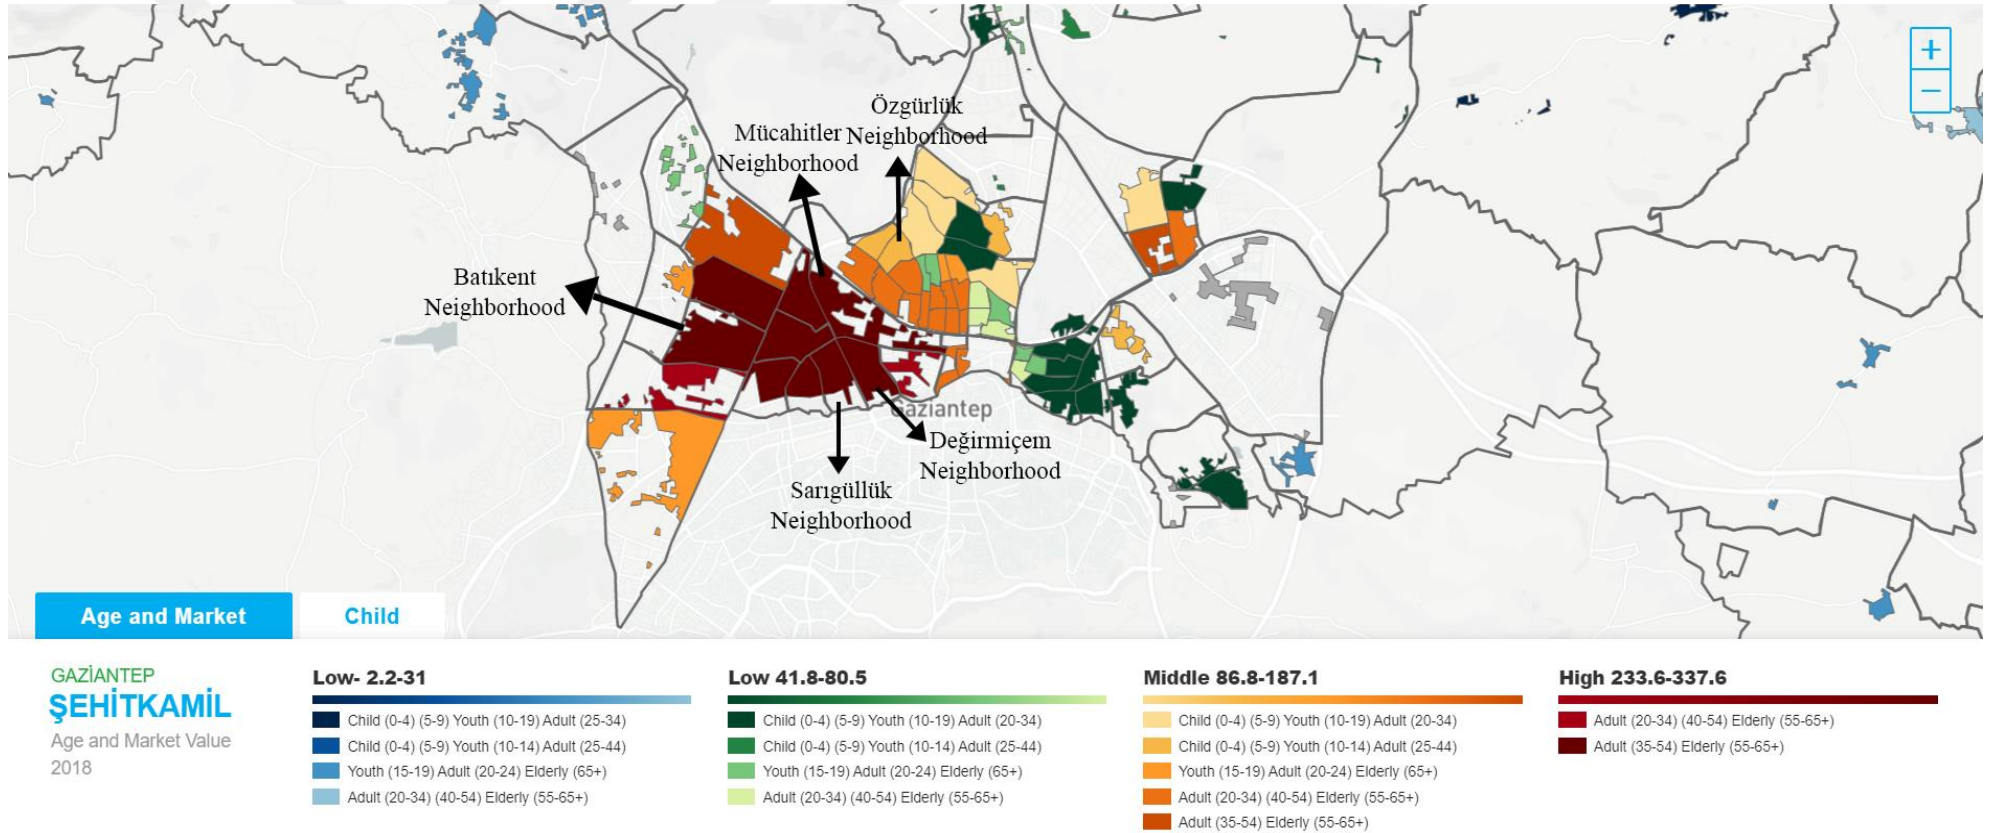 Özgürlük
Neighborhood
Mücahitler
Neighborhood
Batıkent
Neighborhood
Gaziantep
Değirmiçem
Neighborhood
Sarıgüllük
Neighborhood
+
−
Age and Market
Child
GAZİANTEP
ŞEHİTKAMİL
Age and Market Value
2018
Low- 2.2-31
Child (0-4) (5-9) Youth (10-19) Adult (25-34)
Child (0-4) (5-9) Youth (10-14) Adult (25-44)
Youth (15-19) Adult (20-24) Elderly (65+)
Adult (20-34) (40-54) Elderly (55-65+)
Low 41.8-80.5
Child (0-4) (5-9) Youth (10-19) Adult (20-34)
Child (0-4) (5-9) Youth (10-14) Adult (25-44)
Youth (15-19) Adult (20-24) Elderly (65+)
Adult (20-34) (40-54) Elderly (55-65+)
Middle 86.8-187.1
Child (0-4) (5-9) Youth (10-19) Adult (20-34)
Child (0-4) (5-9) Youth (10-14) Adult (25-44)
Youth (15-19) Adult (20-24) Elderly (65+)
Adult (20-34) (40-54) Elderly (55-65+)
Adult (35-54) Elderly (55-65+)
High 233.6-337.6
Adult (20-34) (40-54) Elderly (55-65+)
Adult (35-54) Elderly (55-65+)